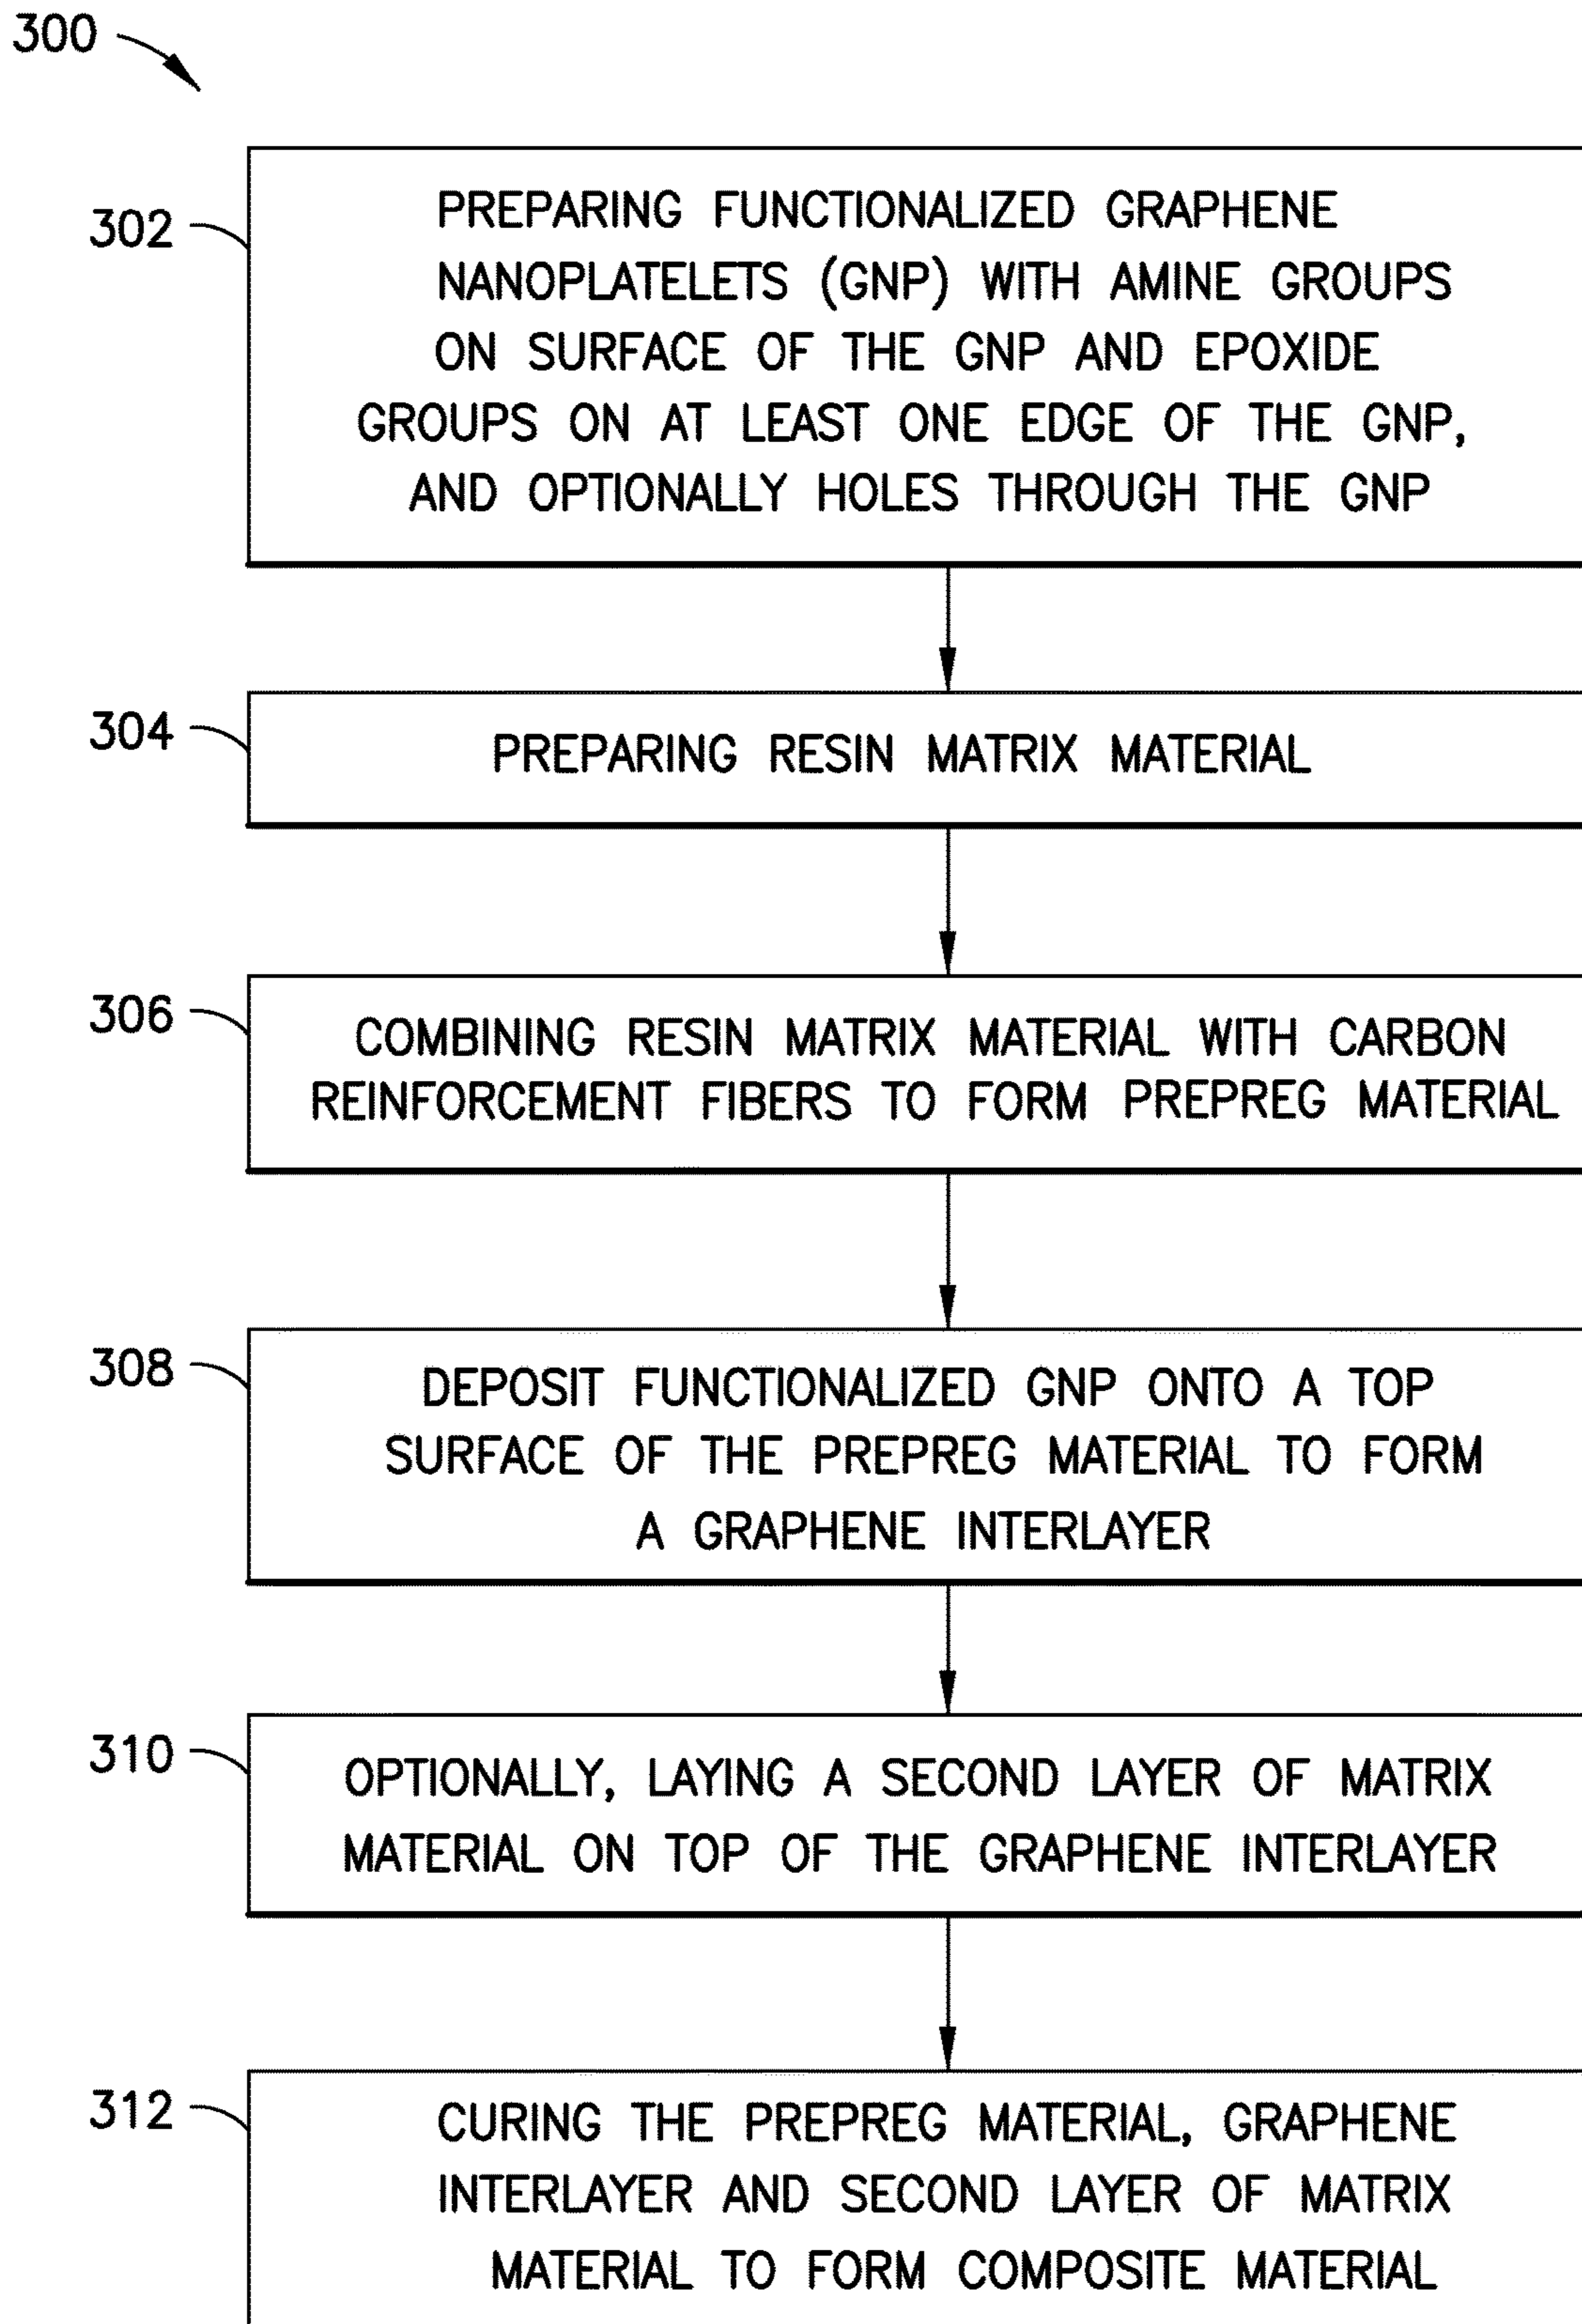 300
302
PREPARING FUNCTIONALIZED GRAPHENE
NANOPLATELETS (GNP) WITH AMINE GROUPS
ON SURFACE OF THE GNP AND EPOXIDE
GROUPS ON AT LEAST ONE EDGE OF THE GNP,
AND OPTIONALLY HOLES THROUGH THE GNP
304
PREPARING RESIN MATRIX MATERIAL
306
COMBINING RESIN MATRIX MATERIAL WITH CARBON
REINFORCEMENT FIBERS TO FORM PREPREG MATERIAL
308
DEPOSIT FUNCTIONALIZED GNP ONTO A TOP
SURFACE OF THE PREPREG MATERIAL TO FORM
A GRAPHENE INTERLAYER
310
OPTIONALLY, LAYING A SECOND LAYER OF MATRIX
MATERIAL ON TOP OF THE GRAPHENE INTERLAYER
312
CURING THE PREPREG MATERIAL, GRAPHENE
INTERLAYER AND SECOND LAYER OF MATRIX
MATERIAL TO FORM COMPOSITE MATERIAL